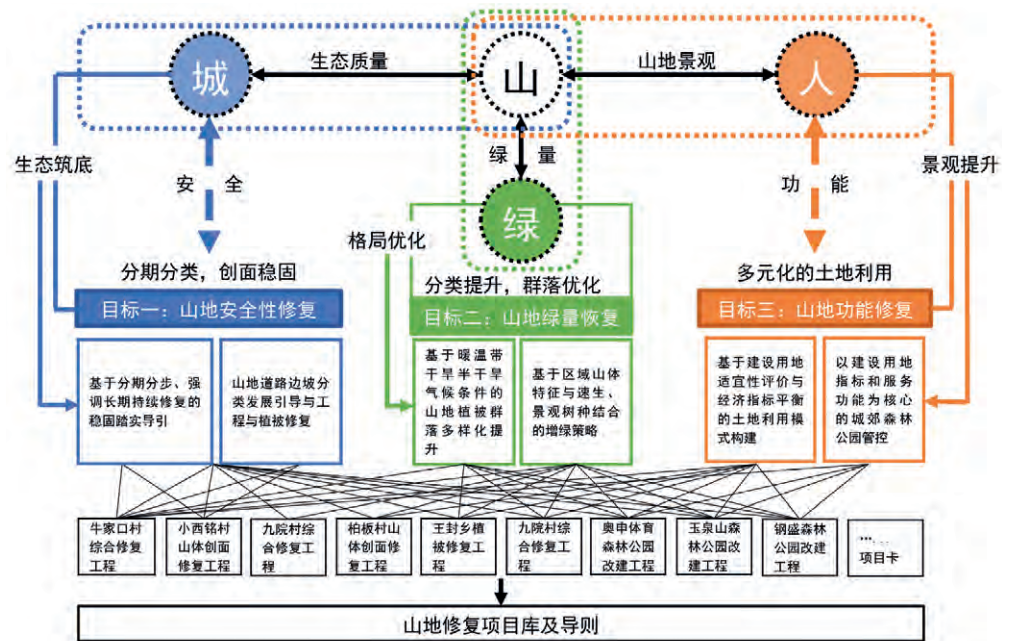 城
生态质量
山
山地景观
人
生态筑底
安 全
绿 量
功 能
景观提升
绿
格局优化
分期分类，创面稳固
分类提升，群落优化
多元化的土地利用
目标一：山地安全性修复
目标二：山地绿量恢复
目标三：山地功能修复
基于分期分步、强
调长期持续修复的
稳固踏实导引
山地道路边坡分
类发展引导与工
程与植被修复
基于暖温带
干旱半干旱
气候条件的
山地植被群
落多样化提
升
基于区域山体
特征与速生、
景观树种结合
的增绿策略
基于建设用地
适宜性评价与
经济指标平衡
的土地利用模
式构建
以建设用地
指标和服务
功能为核心
的城郊森林
公园管控
牛家口村
综合修复
工程
小西铭村
山体创面
修复工程
九院村综
合修复工
程
柏板村山
体创面修
复工程
王封乡植
被修复工
程
九院村综
合修复工
程
奥申体育
森林公园
改建工程
玉泉山森
林公园改
建工程
钢盛森林
公园改建
工程
……
项目卡
山地修复项目库及导则